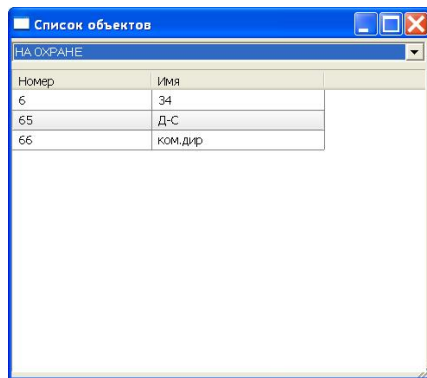 Список объектов
НА ОХРАНЕ
Номер Имя
6 34
65 Д-С
66 ком.дир